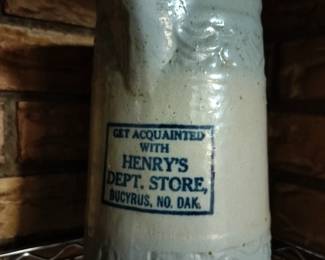 GET ACQUAINTED
WITH
HENRY'S
DEPT. STORE,
BUCYRUS, NO. DAK.